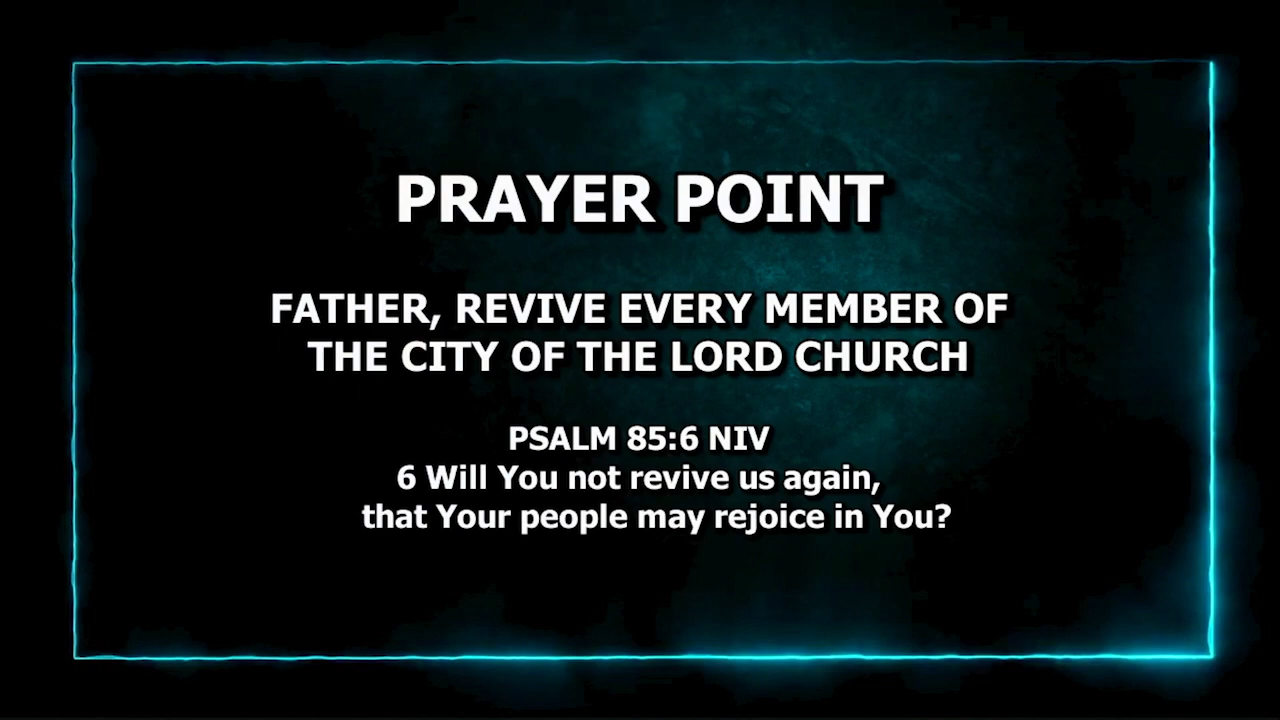 PRAYER POINT
FATHER, REVIVE EVERY MEMBER OF
THE CITY OF THE LORD CHURCH
PSALM 85:6 NIV
6 Will You not revive us again,
that Your people may rejoice in You?